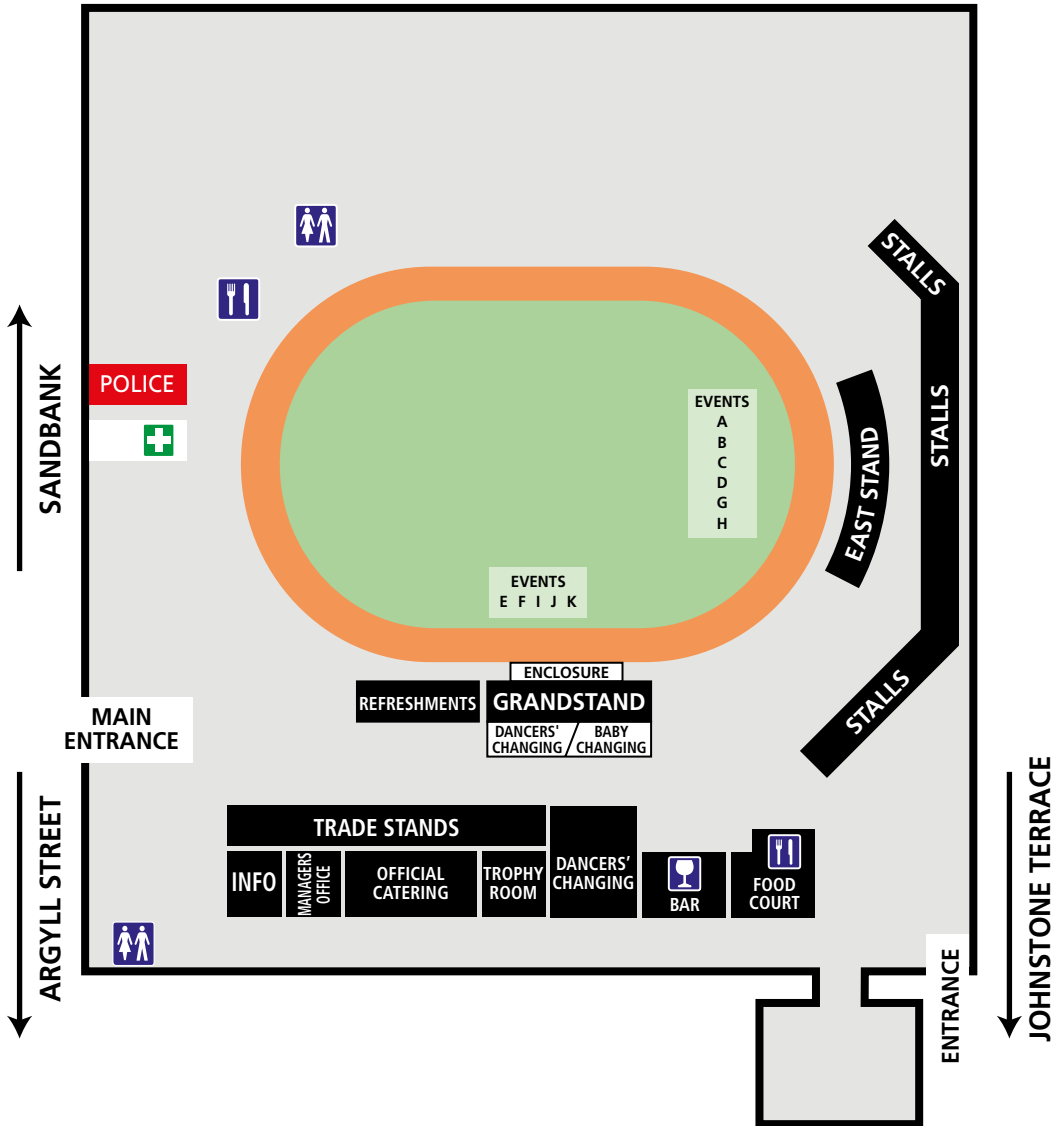 STALLS
SANDBANK
POLICE
STALLS
EVENTS
A
B
C
D
G
H
EAST STAND
EVENTS
E F I J K
ENCLOSURE
REFRESHMENTS
GRANDSTAND
STALLS
MAIN
ENTRANCE
DANCERS'
CHANGING
BABY
CHANGING
ARGYLL STREET
JOHNSTONE TERRACE
TRADE STANDS
INFO
MANAGERS
OFFICE
OFFICIAL
CATERING
TROPHY
ROOM
DANCERS'
CHANGING
BAR
FOOD
COURT
ENTRANCE